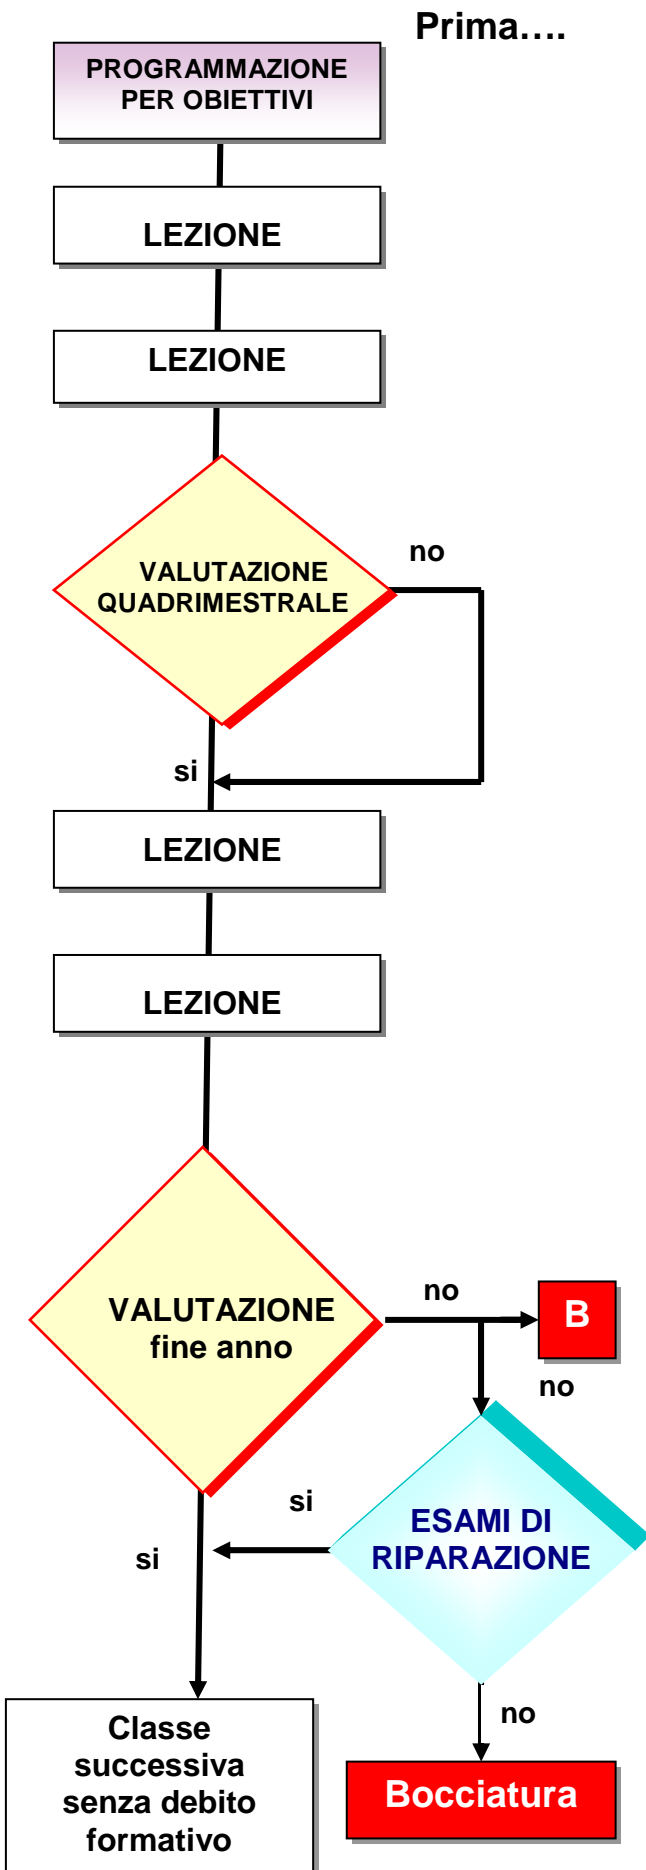 Prima….
PROGRAMMAZIONE
PER OBIETTIVI
LEZIONE
LEZIONE
no
VALUTAZIONE
QUADRIMESTRALE
si
LEZIONE
LEZIONE
no
B
VALUTAZIONE
fine anno
no
si
ESAMI DI
RIPARAZIONE
si
no
Classe
successiva
senza debito
formativo
Bocciatura